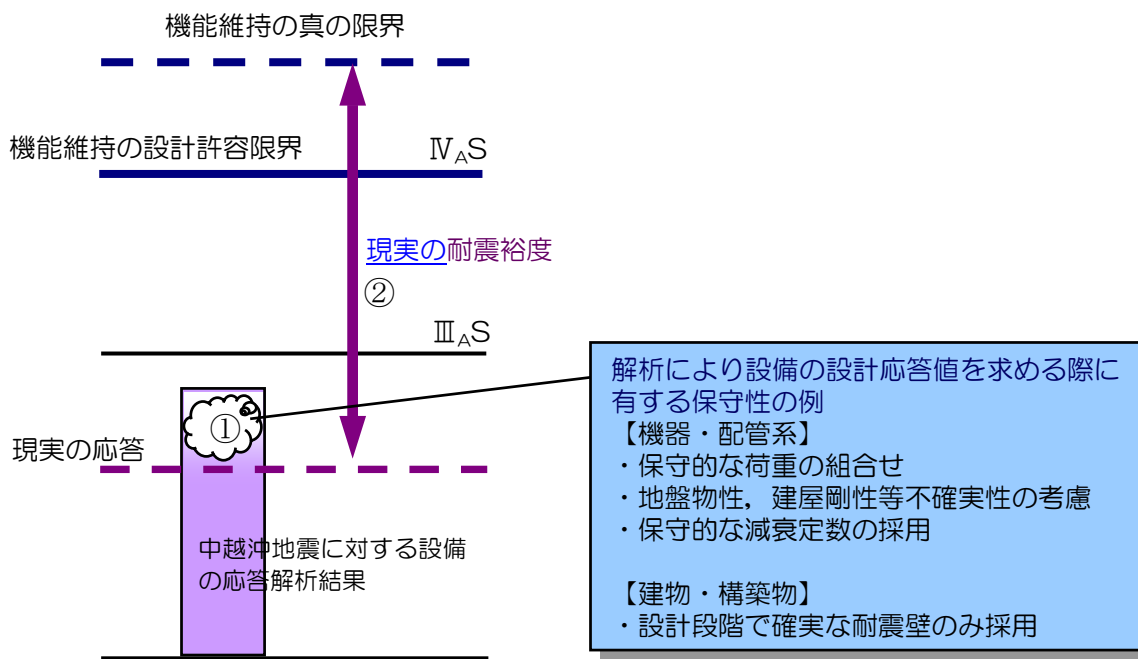 機能維持の真の限界
機能維持の設計許容限界
ⅣAS
現実の耐震裕度
②
ⅢAS
①
現実の応答
中越沖地震に対する設備
の応答解析結果
解析により設備の設計応答値を求める際に
有する保守性の例
【機器・配管系】
・保守的な荷重の組合せ
・地盤物性，建屋剛性等不確実性の考慮
・保守的な減衰定数の採用
【建物・構築物】
・設計段階で確実な耐震壁のみ採用